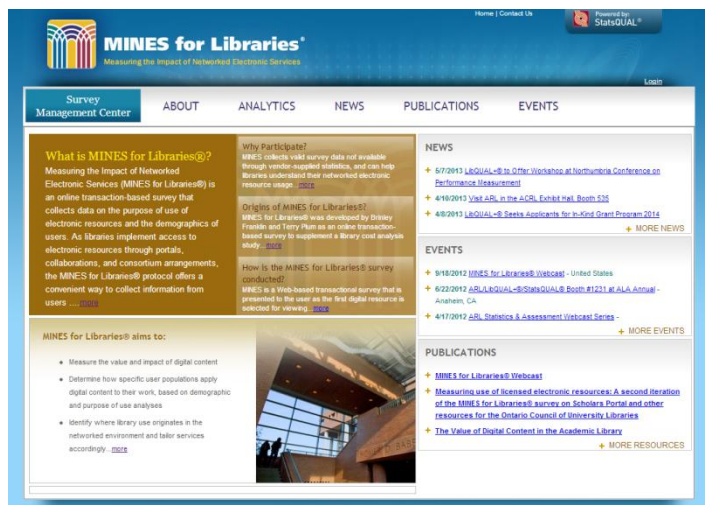 Home | Contact Us
Powered by:
StatsQUAL®
MINES for Libraries®
Measuring the Impact of Networked Electronic Services
Login
Survey
Management Center
ABOUT
ANALYTICS
NEWS
PUBLICATIONS
EVENTS
What is MINES for Libraries®?
Measuring the Impact of Networked
Electronic Services (MINES for Libraries®) is
an online transaction-based survey that
collects data on the purpose of use of
electronic resources and the demographics of
users. As libraries implement access to
electronic resources through portals,
collaborations, and consortium arrangements,
the MINES for Libraries® protocol offers a
convenient way to collect information from
users ....more
Why Participate?
MINES collects valid survey data not available
through vendor-supplied statistics, and can help
libraries understand their networked electronic
resource usage...more
Origins of MINES for Libraries®?
MINES for Libraries® was developed by Brinley
Franklin and Terry Plum as an online transaction-
based survey to supplement a library cost analysis
study...more
How is the MINES for Libraries® survey
conducted?
MINES is a Web-based transactional survey that is
presented to the user as the first digital resource is
selected for viewing...more
MINES for Libraries® aims to:
Measure the value and impact of digital content
Determine how specific user populations apply
digital content to their work, based on demographic
and purpose of use analyses
Identify where library use originates in the
networked environment and tailor services
accordingly...more
NEWS
5/7/2013 LibQUAL+® to Offer Workshop at Northumbria Conference on
Performance Measurement
4/10/2013 Visit ARL in the ACRL Exhibit Hall, Booth 535
4/8/2013 LibQUAL+® Seeks Applicants for In-Kind Grant Program 2014
+ MORE NEWS
EVENTS
9/18/2012 MINES for Libraries® Webcast - United States
6/22/2012 ARL/LibQUAL+®/StatsQUAL® Booth #1231 at ALA Annual -
Anaheim, CA
4/17/2012 ARL Statistics & Assessment Webcast Series -
+ MORE EVENTS
PUBLICATIONS
MINES for Libraries® Webcast
Measuring use of licensed electronic resources: A second iteration
of the MINES for Libraries® survey on Scholars Portal and other
resources for the Ontario Council of University Libraries
The Value of Digital Content in the Academic Library
+ MORE RESOURCES